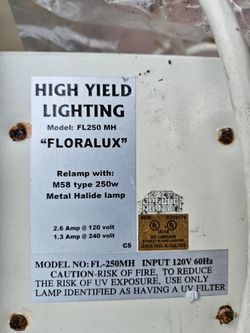 HIGH YIELD
LIGHTING
Model: FL250 MH
"FLORALUX"
Relamp with:
M58 type 250w
Metal Halide lamp
2.6 Amp @ 120 volt
1.3 Amp @ 240 volt
C5
MODEL NO: FL-250MH INPUT 120V 60Hz
CAUTION-RISK OF FIRE, TO REDUCE
THE RISK OF UV EXPOSURE, USE ONLY
LAMP IDENTIFIED AS HAVING A UV FILTER